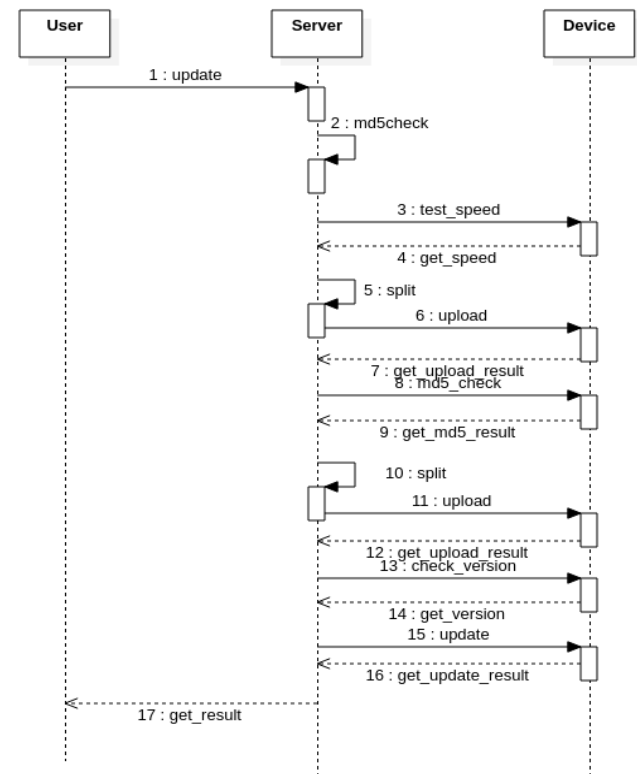 User
Server
Device
1 : update
2 : md5check
3 : test_speed
4 : get_speed
5 : split
6 : upload
7 : get_upload_result
8 : md5_check
9 : get_md5_result
10 : split
11 : upload
12 : get_upload_result
13 : check_version
14 : get_version
15 : update
16 : get_update_result
17 : get_result